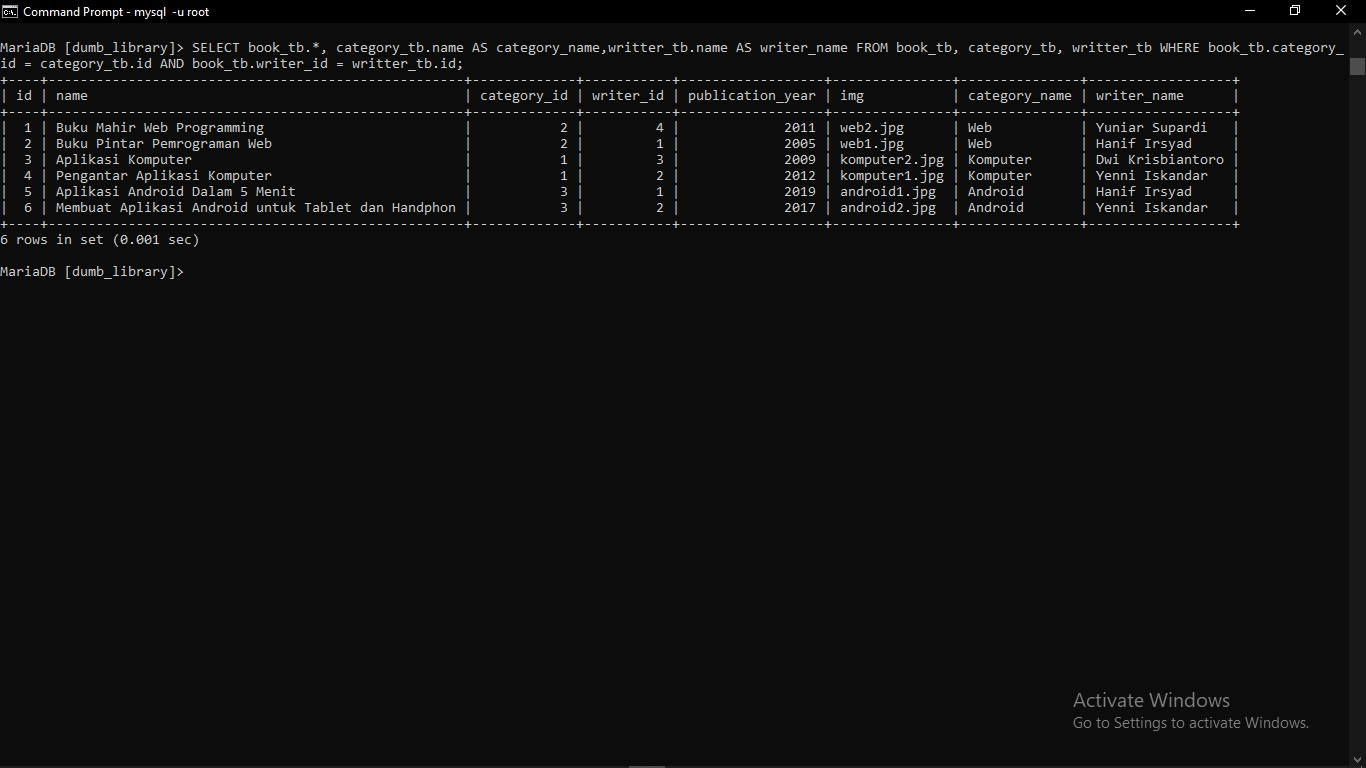 Command Prompt - mysql -u root
MariaDB [dumb_library]> SELECT book_tb.*, category_tb.name AS category_name,writter_tb.name AS writer_name FROM book_tb, category_tb, writter_tb WHERE book_tb.category_
id = category_tb.id AND book_tb.writer_id = writter_tb.id;
+----+---------------------------------------------------+-------------+-----------+------------------+---------------+---------------+------------------+
| id | name                                              | category_id | writer_id | publication_year | img           | category_name | writer_name      |
+----+---------------------------------------------------+-------------+-----------+------------------+---------------+---------------+------------------+
|  1 | Buku Mahir Web Programming                        |           2 |         4 |             2011 | web2.jpg      | Web           | Yuniar Supardi   |
|  2 | Buku Pintar Pemrograman Web                       |           2 |         1 |             2005 | web1.jpg      | Web           | Hanif Irsyad     |
|  3 | Aplikasi Komputer                                 |           1 |         3 |             2009 | komputer2.jpg | Komputer      | Dwi Krisbiantoro |
|  4 | Pengantar Aplikasi Komputer                       |           1 |         2 |             2012 | komputer1.jpg | Komputer      | Yenni Iskandar   |
|  5 | Aplikasi Android Dalam 5 Menit                    |           3 |         1 |             2019 | android1.jpg  | Android       | Hanif Irsyad     |
|  6 | Membuat Aplikasi Android untuk Tablet dan Handphon |           3 |         2 |             2017 | android2.jpg  | Android       | Yenni Iskandar   |
+----+---------------------------------------------------+-------------+-----------+------------------+---------------+---------------+------------------+
6 rows in set (0.001 sec)
MariaDB [dumb_library]>
Activate Windows
Go to Settings to activate Windows.